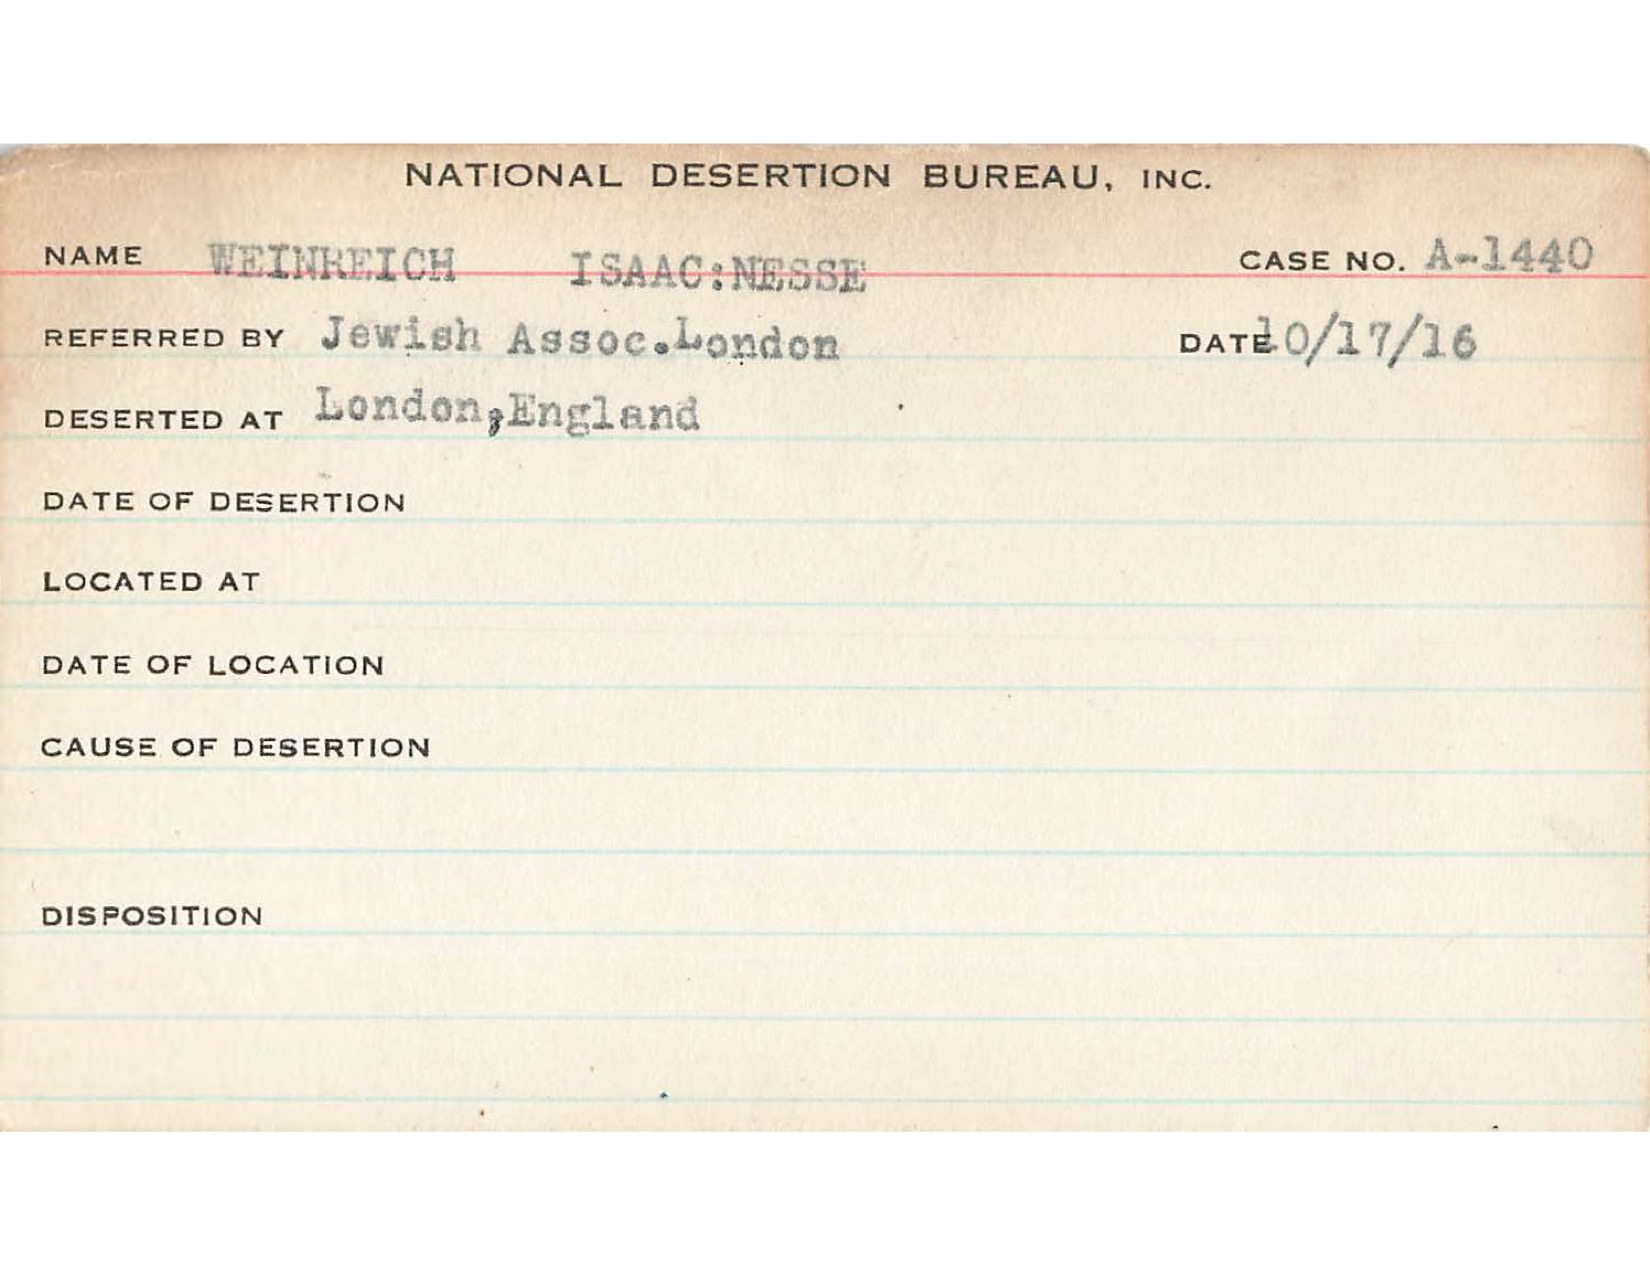 NATIONAL DESERTION BUREAU, INC.
NAME WEINREICH ISAAC:NESSE CASE NO. A-1440
REFERRED BY Jewish Assoc.London DATE 10/17/16
DESERTED AT London,England
DATE OF DESERTION
LOCATED AT
DATE OF LOCATION
CAUSE OF DESERTION
DISPOSITION